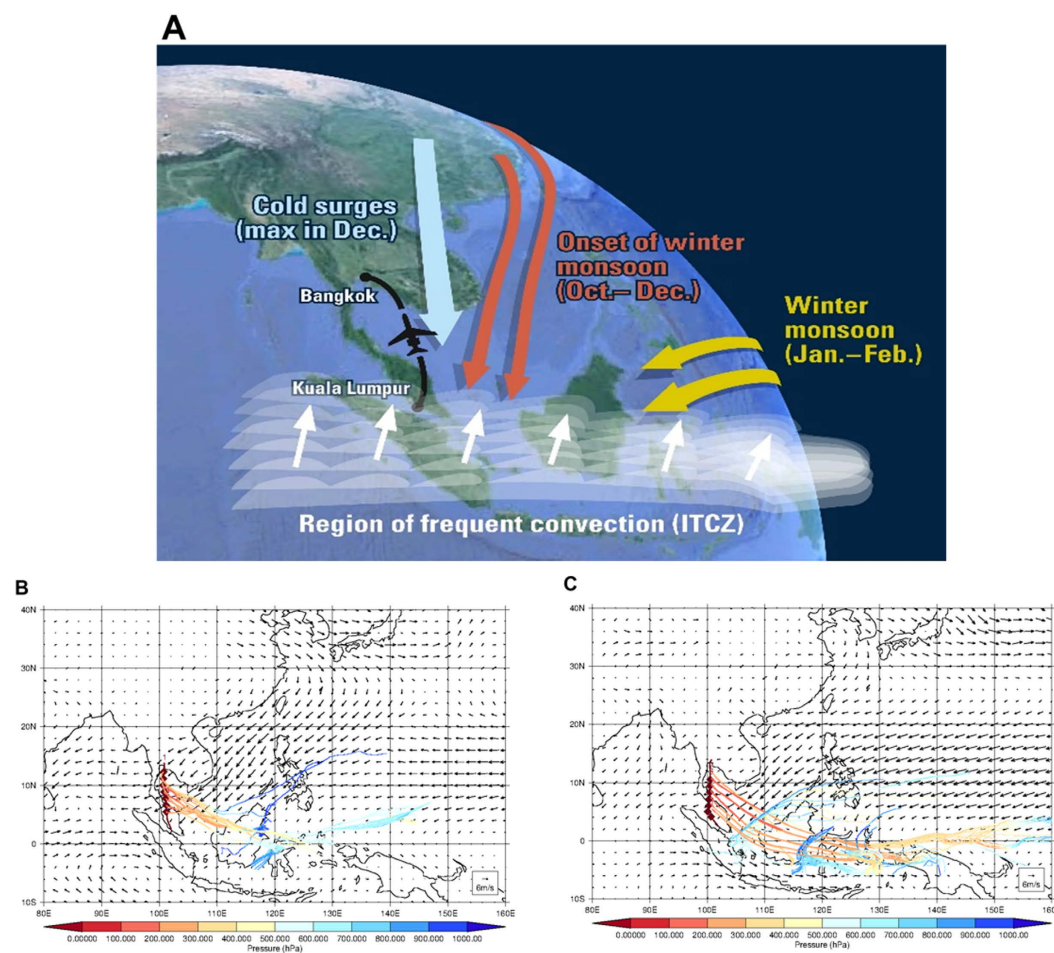 A
Cold surges
(max in Dec.)
Onset of winter
monsoon
(Oct.– Dec.)
Bangkok
Winter
monsoon
(Jan.–Feb.)
Kuala Lumpur
Region of frequent convection (ITCZ)
B
40N
30N
20N
10N
0
10S
80E 90E 100E 110E 120E 130E 140E 150E 160E
6m/s
0.00000 100.000 200.000 300.000 400.000 500.000 600.000 700.000 800.000 900.000 1000.00
Pressure (hPa)
C
40N
30N
20N
10N
0
10S
80E 90E 100E 110E 120E 130E 140E 150E 160E
6m/s
0.00000 100.000 200.000 300.000 400.000 500.000 600.000 700.000 800.000 900.000 1000.00
Pressure (hPa)